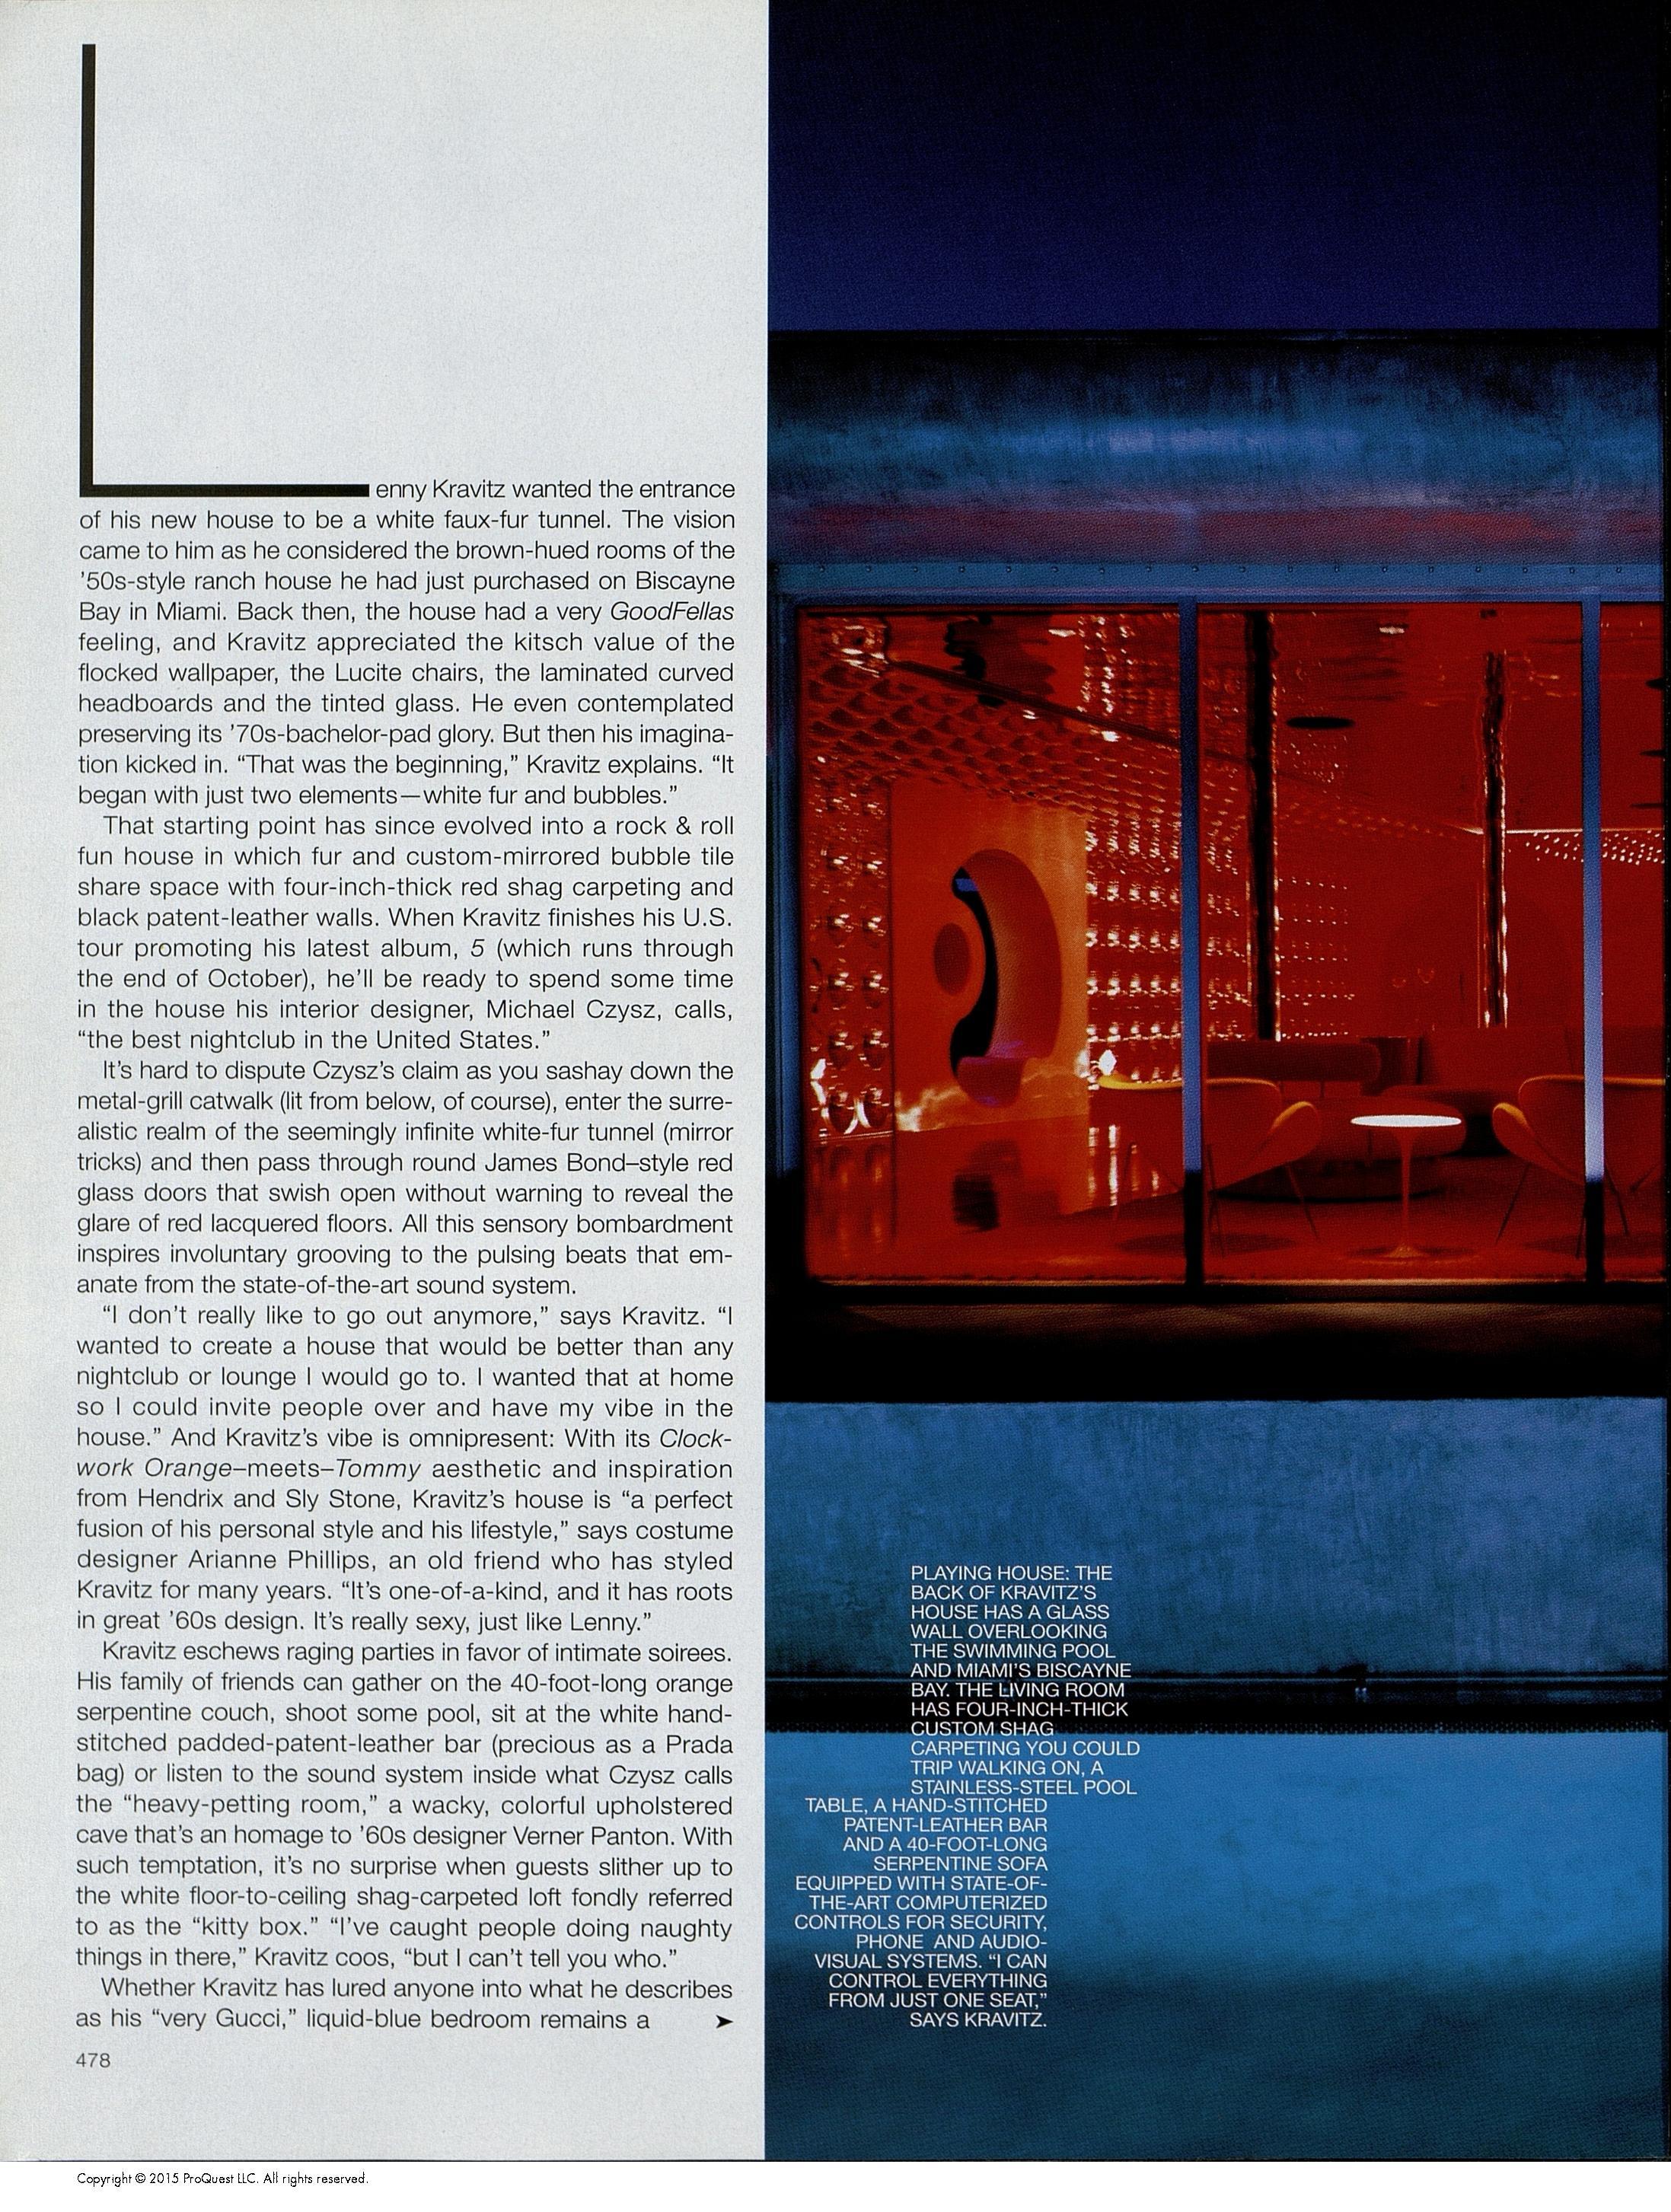 Lenny Kravitz wanted the entrance
of his new house to be a white faux-fur tunnel. The vision
came to him as he considered the brown-hued rooms of the
’50s-style ranch house he had just purchased on Biscayne
Bay in Miami. Back then, the house had a very GoodFellas
feeling, and Kravitz appreciated the kitsch value of the
flocked wallpaper, the Lucite chairs, the laminated curved
headboards and the tinted glass. He even contemplated
preserving its ’70s-bachelor-pad glory. But then his imagina-
tion kicked in. “That was the beginning,” Kravitz explains. “It
began with just two elements—white fur and bubbles.”
That starting point has since evolved into a rock & roll
fun house in which fur and custom-mirrored bubble tile
share space with four-inch-thick red shag carpeting and
black patent-leather walls. When Kravitz finishes his U.S.
tour promoting his latest album, 5 (which runs through
the end of October), he’ll be ready to spend some time
in the house his interior designer, Michael Czysz, calls,
“the best nightclub in the United States.”
It’s hard to dispute Czysz’s claim as you sashay down the
metal-grill catwalk (lit from below, of course), enter the surre-
alistic realm of the seemingly infinite white-fur tunnel (mirror
tricks) and then pass through round James Bond–style red
glass doors that swish open without warning to reveal the
glare of red lacquered floors. All this sensory bombardment
inspires involuntary grooving to the pulsing beats that em-
anate from the state-of-the-art sound system.
“I don’t really like to go out anymore,” says Kravitz. “I
wanted to create a house that would be better than any
nightclub or lounge I would go to. I wanted that at home
so I could invite people over and have my vibe in the
house.” And Kravitz’s vibe is omnipresent: With its Clock-
work Orange–meets–Tommy aesthetic and inspiration
from Hendrix and Sly Stone, Kravitz’s house is “a perfect
fusion of his personal style and his lifestyle,” says costume
designer Arianne Phillips, an old friend who has styled
Kravitz for many years. “It’s one-of-a-kind, and it has roots
in great ’60s design. It’s really sexy, just like Lenny.”
Kravitz eschews raging parties in favor of intimate soirees.
His family of friends can gather on the 40-foot-long orange
serpentine couch, shoot some pool, sit at the white hand-
stitched padded-patent-leather bar (precious as a Prada
bag) or listen to the sound system inside what Czysz calls
the “heavy-petting room,” a wacky, colorful upholstered
cave that’s an homage to ’60s designer Verner Panton. With
such temptation, it’s no surprise when guests slither up to
the white floor-to-ceiling shag-carpeted loft fondly referred
to as the “kitty box.” “I’ve caught people doing naughty
things in there,” Kravitz coos, “but I can’t tell you who.”
Whether Kravitz has lured anyone into what he describes
as his “very Gucci,” liquid-blue bedroom remains a ➤
478
PLAYING HOUSE: THE
BACK OF KRAVITZ’S
HOUSE HAS A GLASS
WALL OVERLOOKING
THE SWIMMING POOL
AND MIAMI’S BISCAYNE
BAY. THE LIVING ROOM
HAS FOUR-INCH-THICK
CUSTOM SHAG
CARPETING YOU COULD
TRIP WALKING ON, A
STAINLESS-STEEL POOL
TABLE, A HAND-STITCHED
PATENT-LEATHER BAR
AND A 40-FOOT-LONG
SERPENTINE SOFA
EQUIPPED WITH STATE-OF-
THE-ART COMPUTERIZED
CONTROLS FOR SECURITY,
PHONE AND AUDIO-
VISUAL SYSTEMS. “I CAN
CONTROL EVERYTHING
FROM JUST ONE SEAT,”
SAYS KRAVITZ.
Copyright © 2015 ProQuest LLC. All rights reserved.